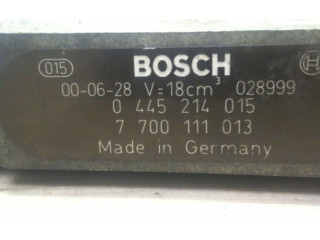 015 BOSCH
00-06-28 V=18cm³ 028999
0 445 214 015
7 700 111 013
Made in Germany